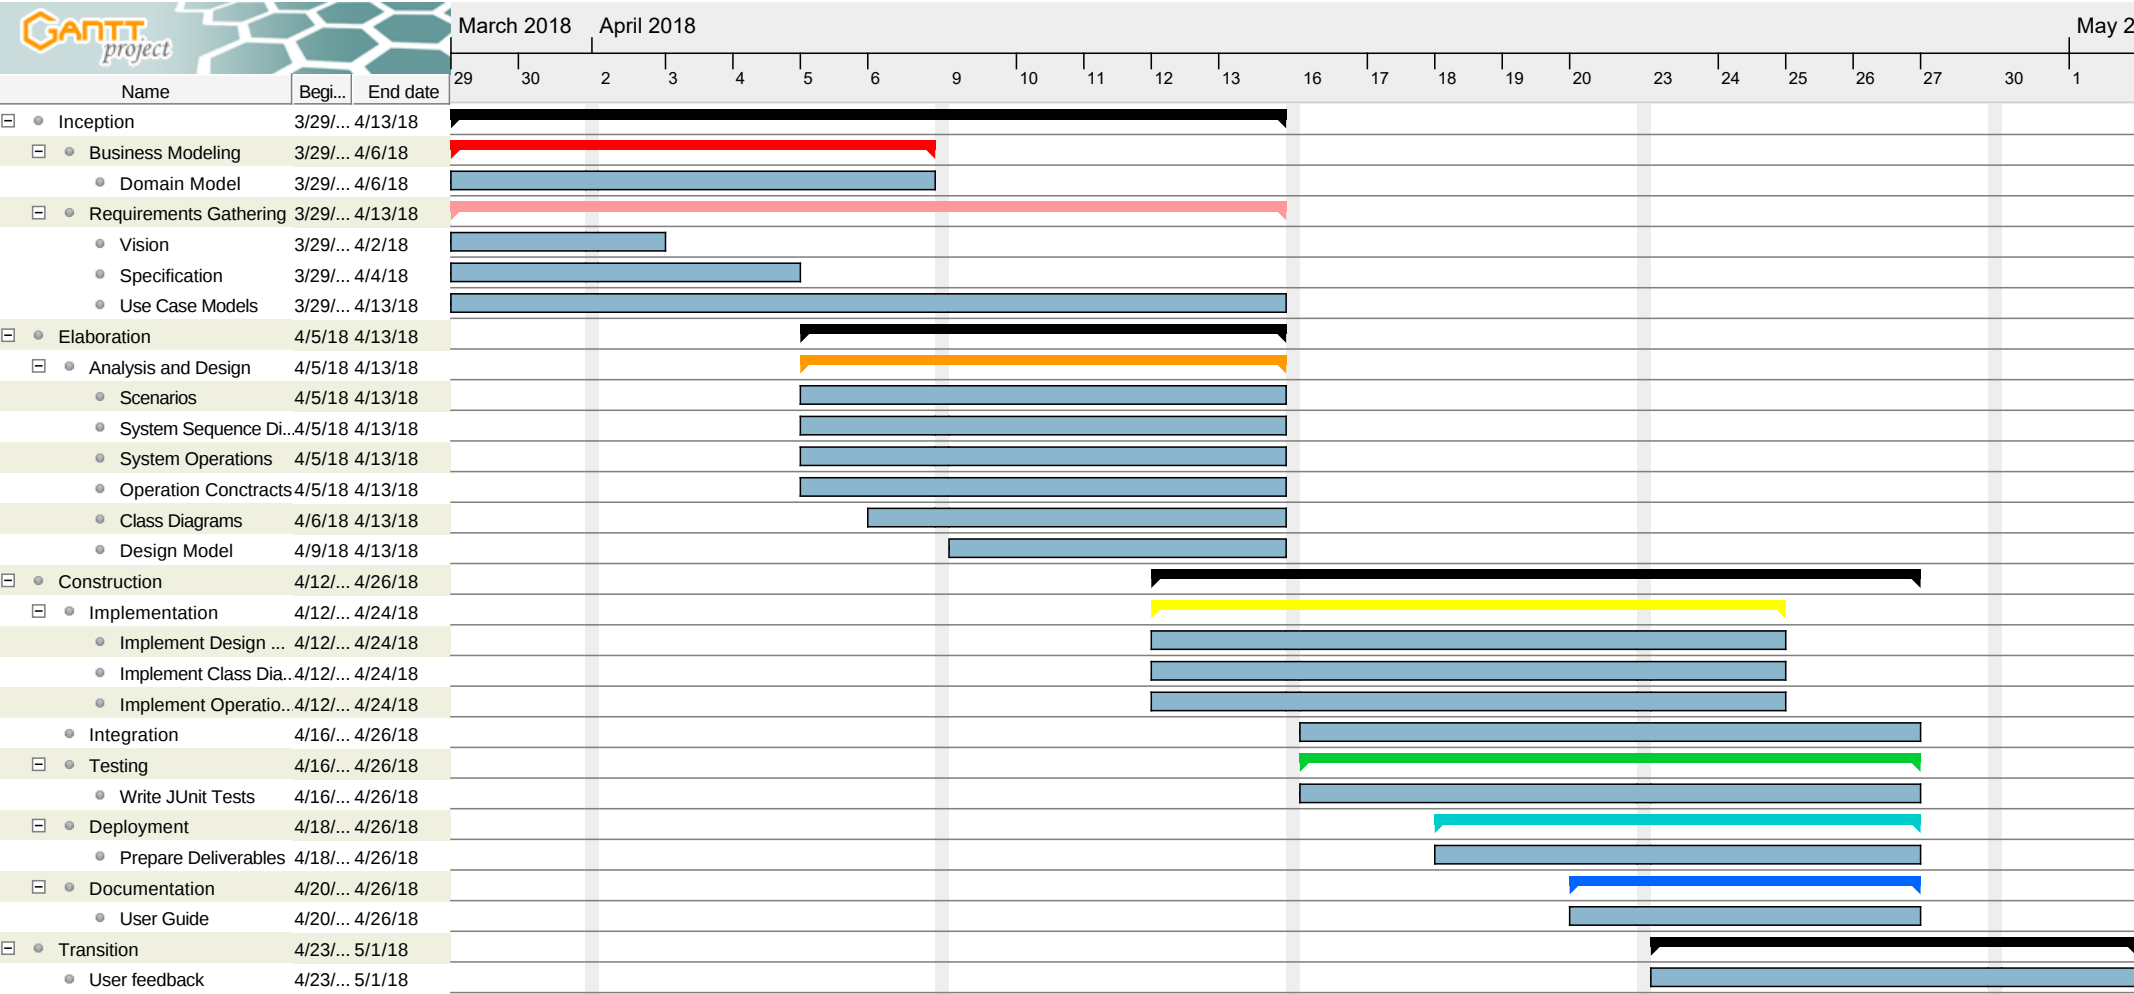 GANTT project
March 2018 April 2018 May 2
29 30 2 3 4 5 6 9 10 11 12 13 16 17 18 19 20 23 24 25 26 27 30 1
Name Begi... End date
Inception 3/29/... 4/13/18
Business Modeling 3/29/... 4/6/18
Domain Model 3/29/... 4/6/18
Requirements Gathering 3/29/... 4/13/18
Vision 3/29/... 4/2/18
Specification 3/29/... 4/4/18
Use Case Models 3/29/... 4/13/18
Elaboration 4/5/18 4/13/18
Analysis and Design 4/5/18 4/13/18
Scenarios 4/5/18 4/13/18
System Sequence Di... 4/5/18 4/13/18
System Operations 4/5/18 4/13/18
Operation Conctracts 4/5/18 4/13/18
Class Diagrams 4/6/18 4/13/18
Design Model 4/9/18 4/13/18
Construction 4/12/... 4/26/18
Implementation 4/12/... 4/24/18
Implement Design ... 4/12/... 4/24/18
Implement Class Dia... 4/12/... 4/24/18
Implement Operatio... 4/12/... 4/24/18
Integration 4/16/... 4/26/18
Testing 4/16/... 4/26/18
Write JUnit Tests 4/16/... 4/26/18
Deployment 4/18/... 4/26/18
Prepare Deliverables 4/18/... 4/26/18
Documentation 4/20/... 4/26/18
User Guide 4/20/... 4/26/18
Transition 4/23/... 5/1/18
User feedback 4/23/... 5/1/18